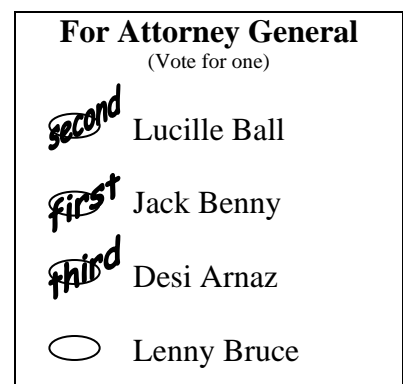 For Attorney General
(Vote for one)
second Lucille Ball
first Jack Benny
third Desi Arnaz
Lenny Bruce